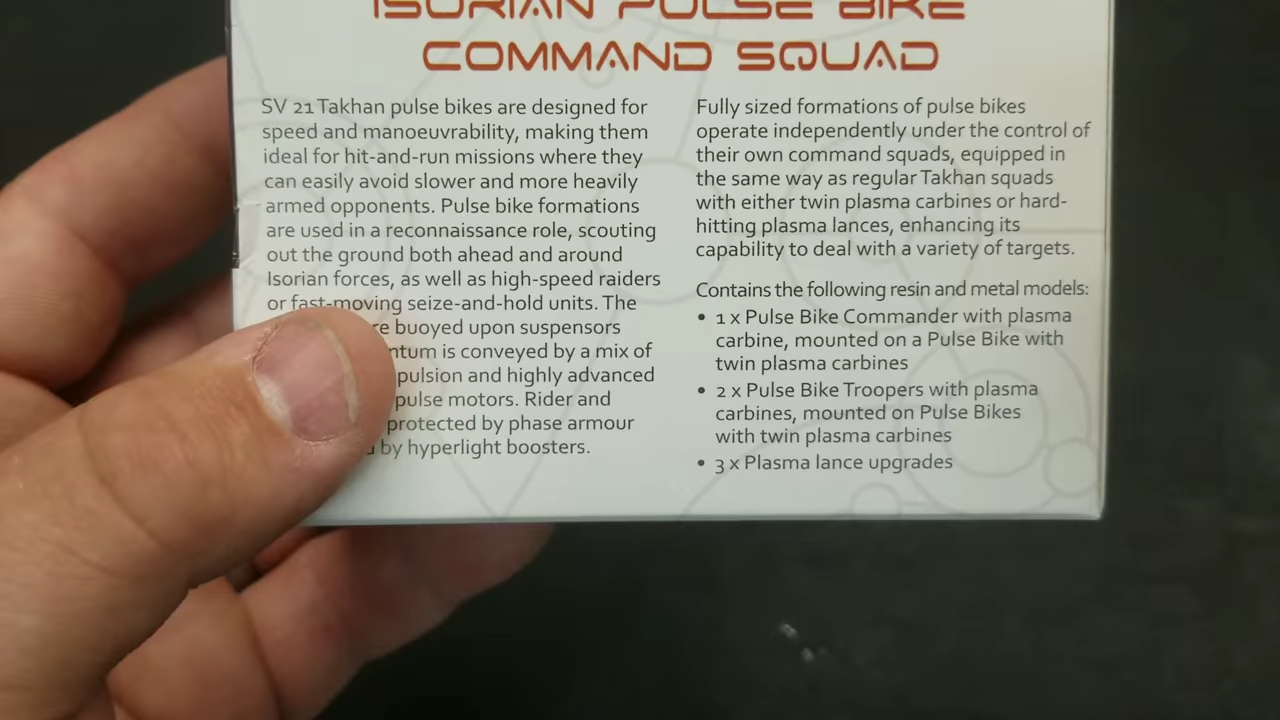 ISORIAN PULSE BIKE
COMMAND SQUAD
SV 21 Takhan pulse bikes are designed for
speed and manoeuvrability, making them
ideal for hit-and-run missions where they
can easily avoid slower and more heavily
armed opponents. Pulse bike formations
are used in a reconnaissance role, scouting
out the ground both ahead and around
Isorian forces, as well as high-speed raiders
or fast-moving seize-and-hold units. The
buoyed upon suspensors
is conveyed by a mix of
and highly advanced
pulse motors. Rider and
protected by phase armour
by hyperlight boosters.
Fully sized formations of pulse bikes
operate independently under the control of
their own command squads, equipped in
the same way as regular Takhan squads
with either twin plasma carbines or hard-
hitting plasma lances, enhancing its
capability to deal with a variety of targets.
Contains the following resin and metal models:
• 1 x Pulse Bike Commander with plasma
carbine, mounted on a Pulse Bike with
twin plasma carbines
• 2 x Pulse Bike Troopers with plasma
carbines, mounted on Pulse Bikes
with twin plasma carbines
• 3 x Plasma lance upgrades